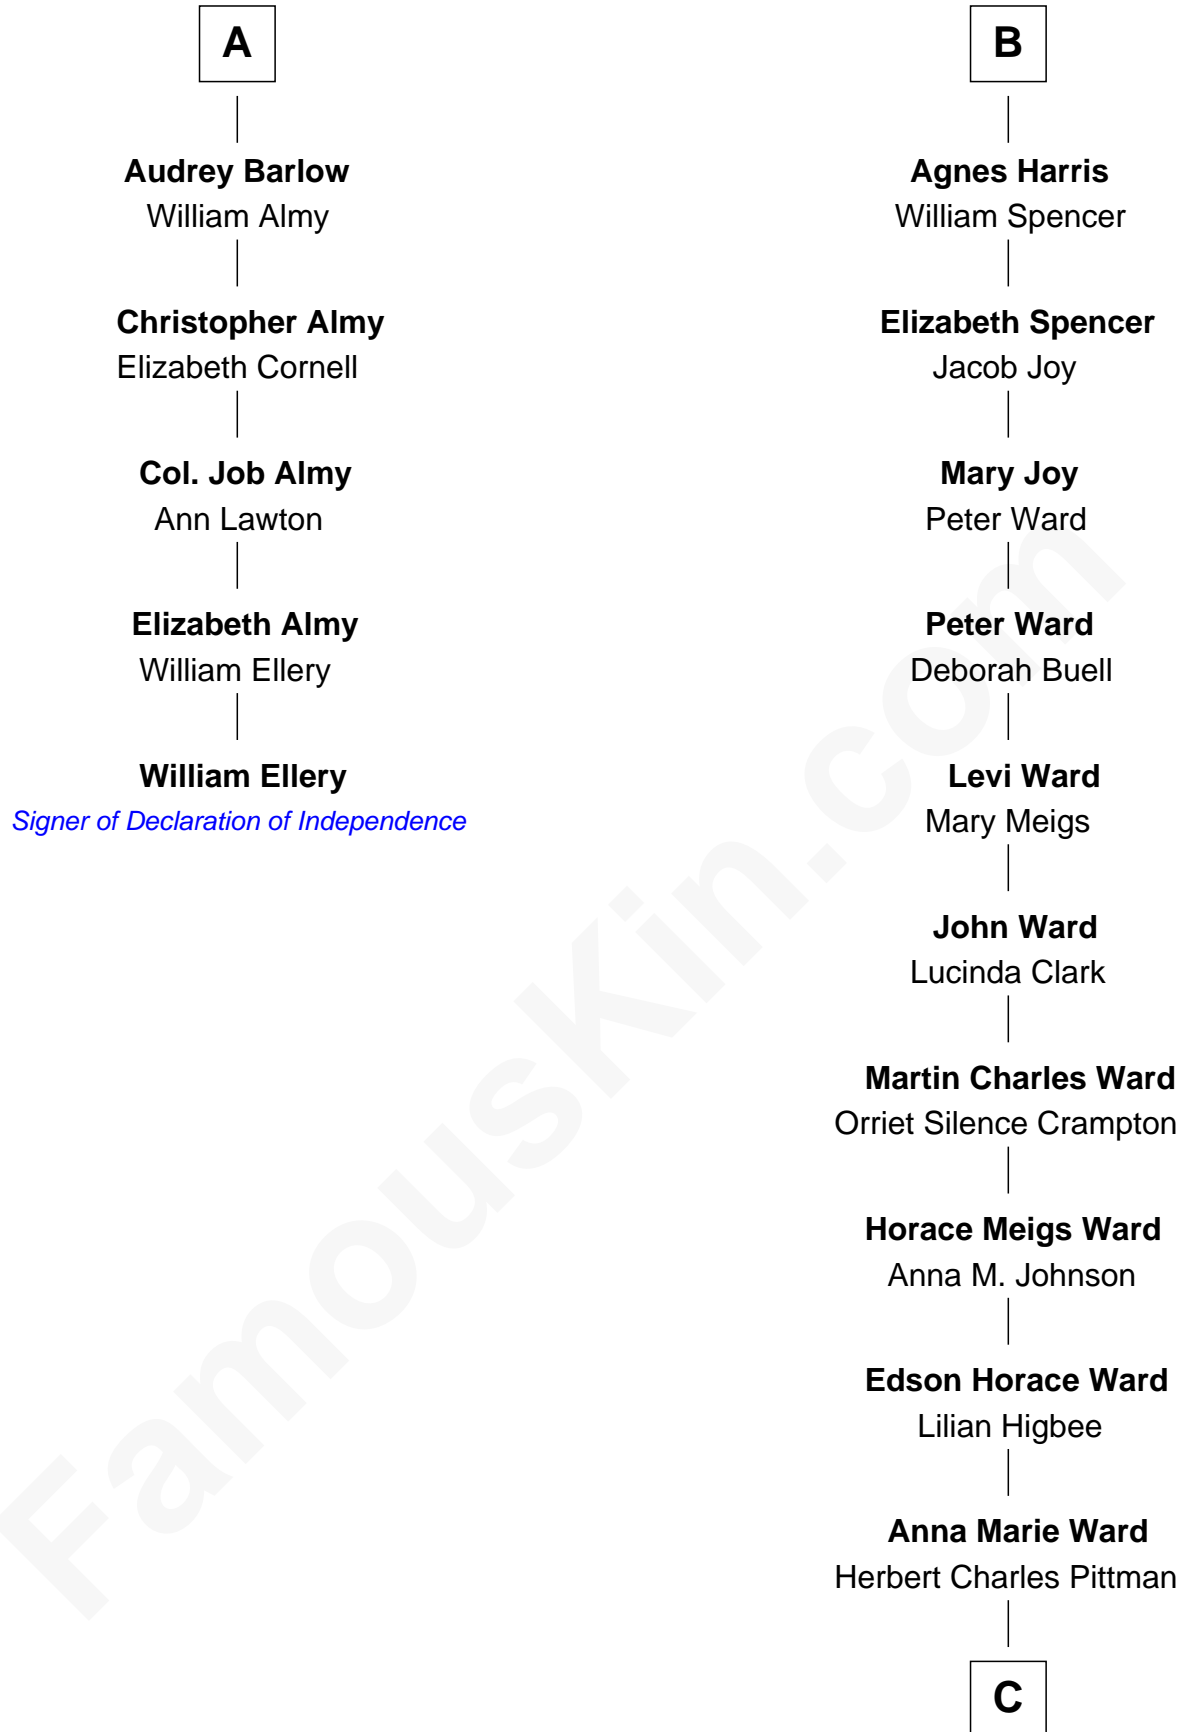 A
Audrey Barlow
William Almy
Christopher Almy
Elizabeth Cornell
Col. Job Almy
Ann Lawton
Elizabeth Almy
William Ellery
William Ellery
Signer of Declaration of Independence
B
Agnes Harris
William Spencer
Elizabeth Spencer
Jacob Joy
Mary Joy
Peter Ward
Peter Ward
Deborah Buell
Levi Ward
Mary Meigs
John Ward
Lucinda Clark
Martin Charles Ward
Orriet Silence Crampton
Horace Meigs Ward
Anna M. Johnson
Edson Horace Ward
Lilian Higbee
Anna Marie Ward
Herbert Charles Pittman
C
FamousKin.com